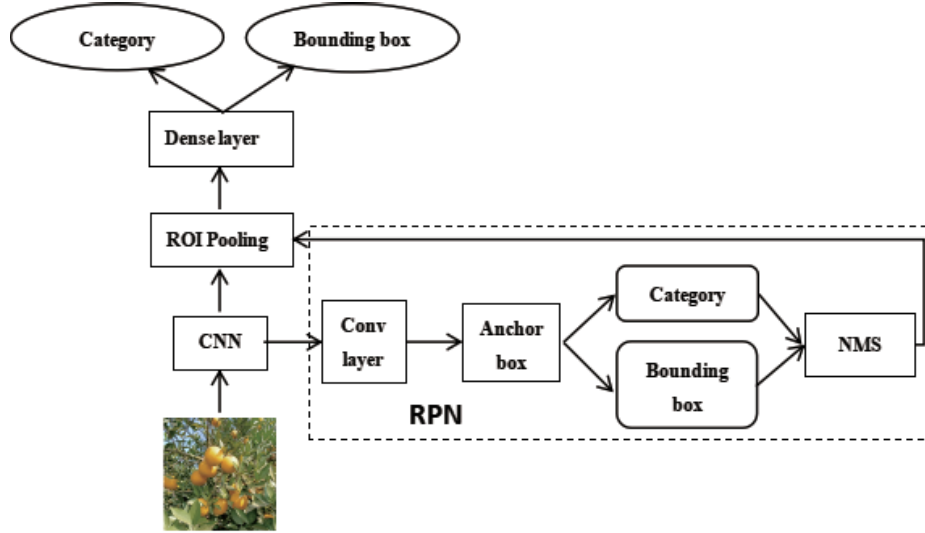 Category
Bounding box
Dense layer
ROI Pooling
CNN
Conv
layer
Anchor
box
Category
Bounding
box
NMS
RPN